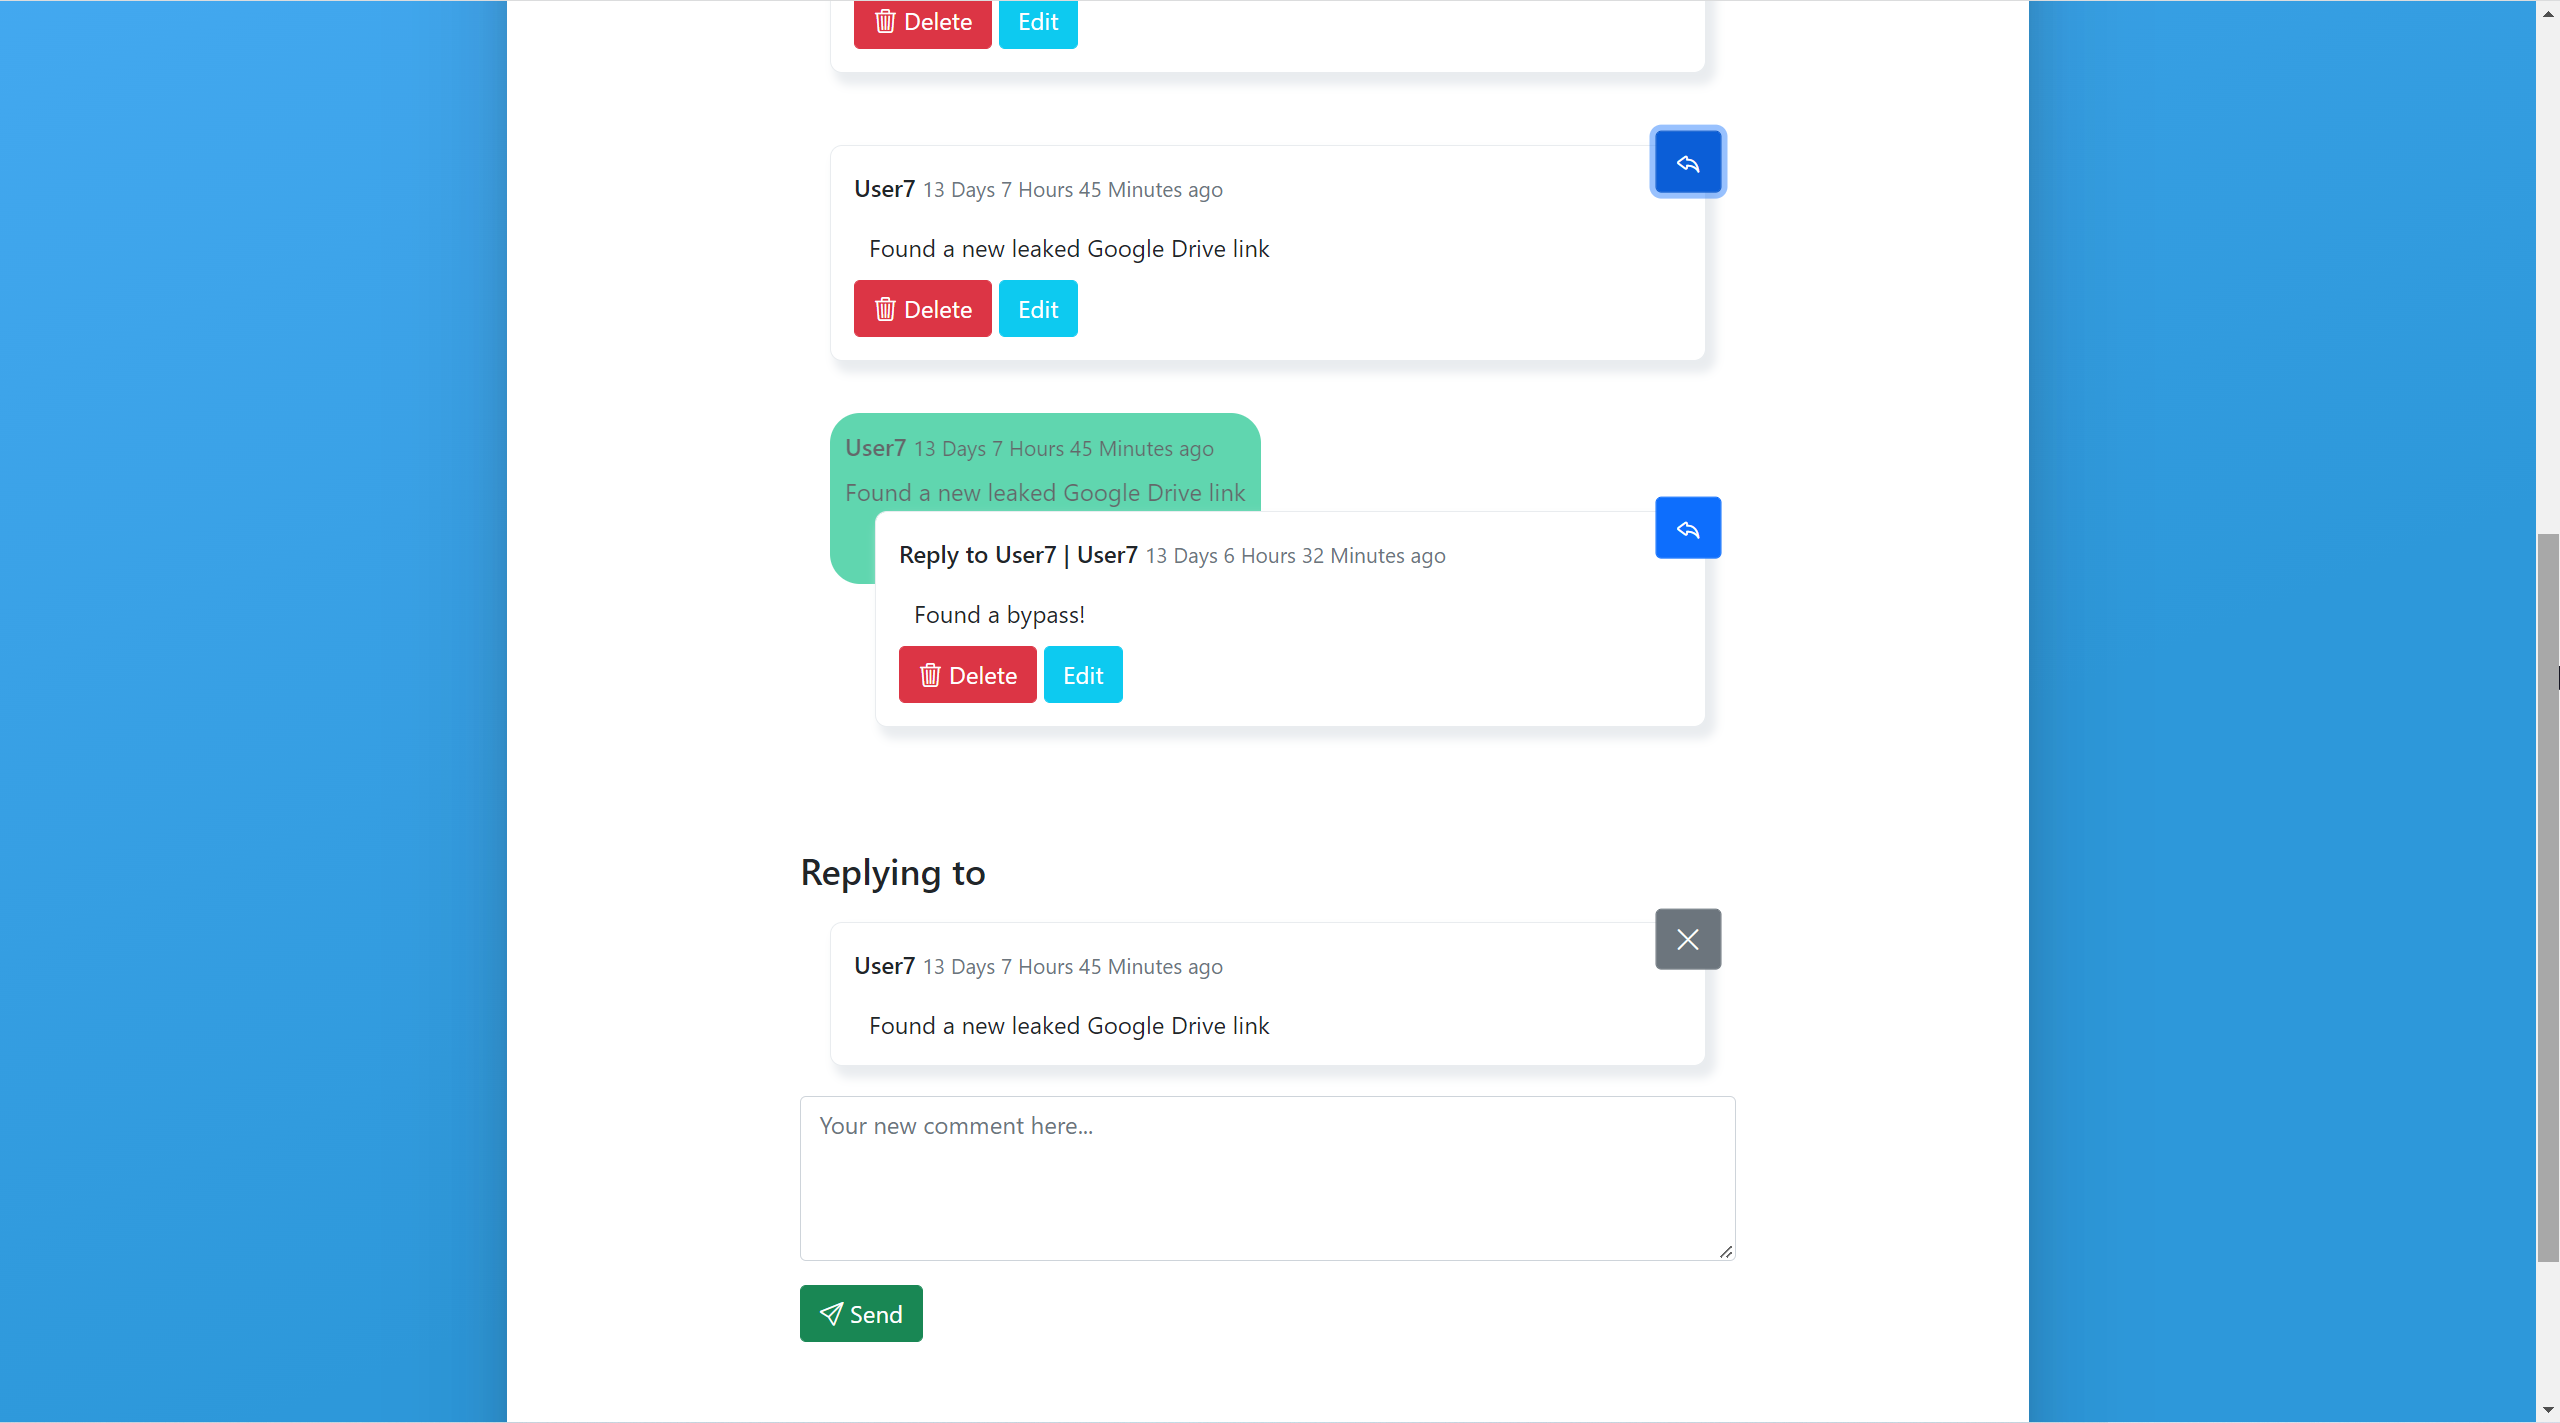 Delete Edit
User7 13 Days 7 Hours 45 Minutes ago
Found a new leaked Google Drive link
Delete Edit
User7 13 Days 7 Hours 45 Minutes ago
Found a new leaked Google Drive link
Reply to User7 | User7 13 Days 6 Hours 32 Minutes ago
Found a bypass!
Delete Edit
Replying to
User7 13 Days 7 Hours 45 Minutes ago
Found a new leaked Google Drive link
Your new comment here...
Send